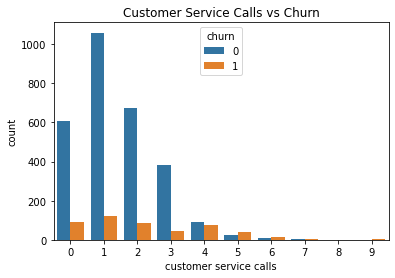 Customer Service Calls vs Churn
churn
0
1
1000
800
600
400
200
0
count
0 1 2 3 4 5 6 7 8 9
customer service calls